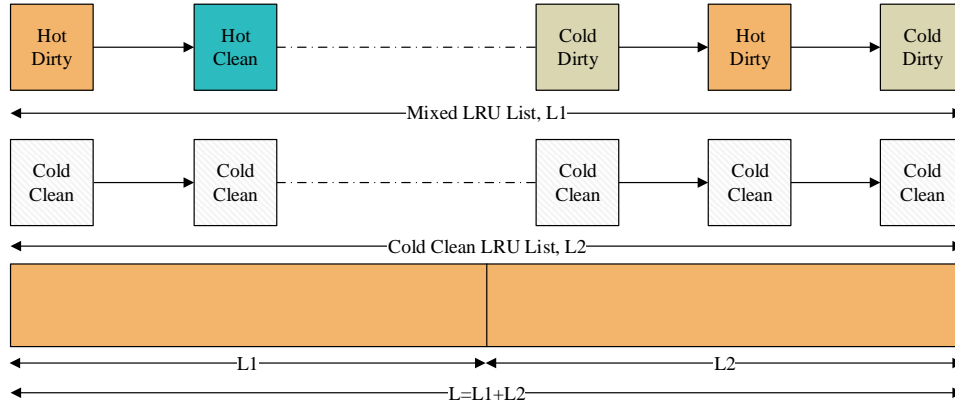 Hot
Dirty
Hot
Clean
Cold
Dirty
Hot
Dirty
Cold
Dirty
Mixed LRU List, L1
Cold
Clean
Cold
Clean
Cold
Clean
Cold
Clean
Cold
Clean
Cold Clean LRU List, L2
L1
L2
L=L1+L2